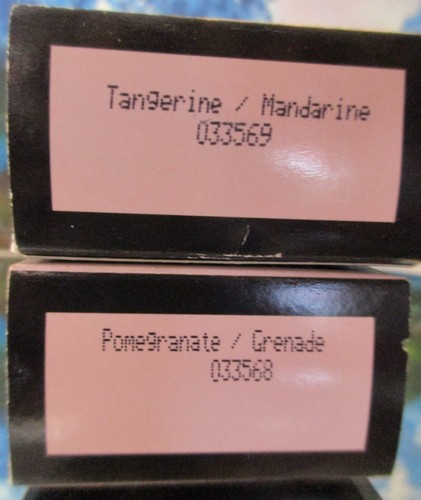 Tangerine / Mandarine
033569
Pomegranate / Grenade
033568